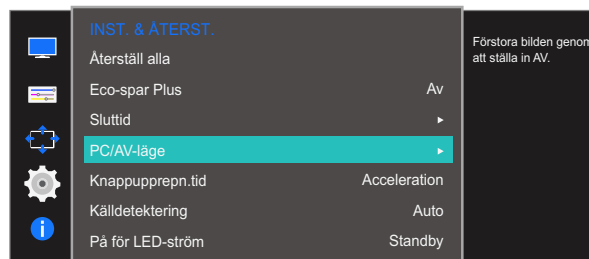 INST. & ÅTERST.
Återställ alla
Eco-spar Plus Av
Sluttid
PC/AV-läge
Knappupprepn.tid Acceleration
Källdetektering Auto
På för LED-ström Standby
Förstora bilden genom
att ställa in AV.